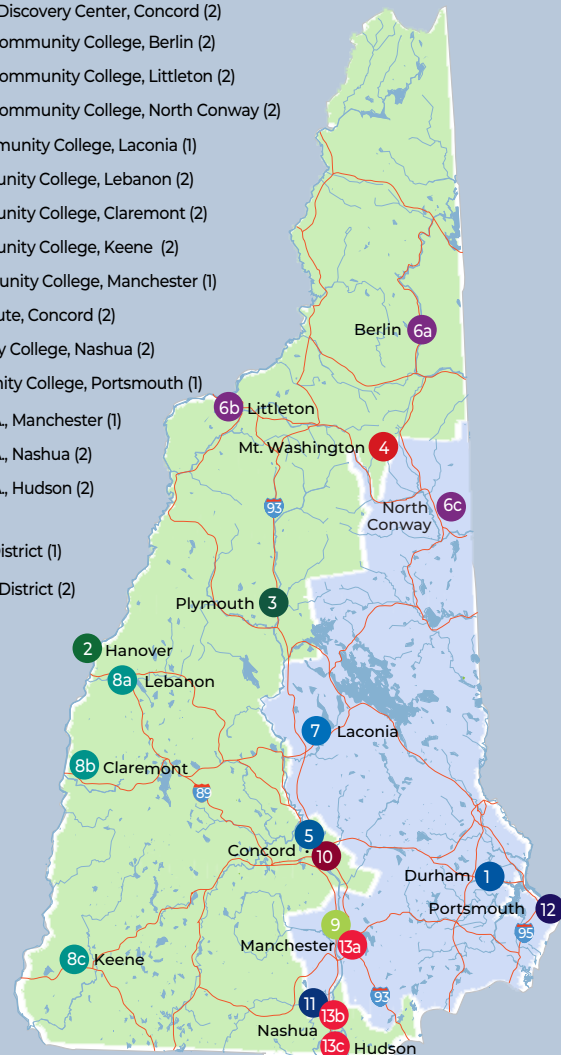 Discovery Center, Concord (2)
ommunity College, Berlin (2)
ommunity College, Littleton (2)
ommunity College, North Conway (2)
munity College, Laconia (1)
unity College, Lebanon (2)
unity College, Claremont (2)
unity College, Keene (2)
unity College, Manchester (1)
ute, Concord (2)
y College, Nashua (2)
nity College, Portsmouth (1)
., Manchester (1)
., Nashua (2)
., Hudson (2)
istrict (1)
District (2)
Berlin 6a
6b Littleton
Mt. Washington 4
93
North
Conway 6c
Plymouth 3
2 Hanover
8a Lebanon
7 Laconia
8b Claremont
89
5
Concord
10
Durham 1
Portsmouth 12
9
95
Manchester 13a
8c Keene
93
11
13b
Nashua
13c Hudson